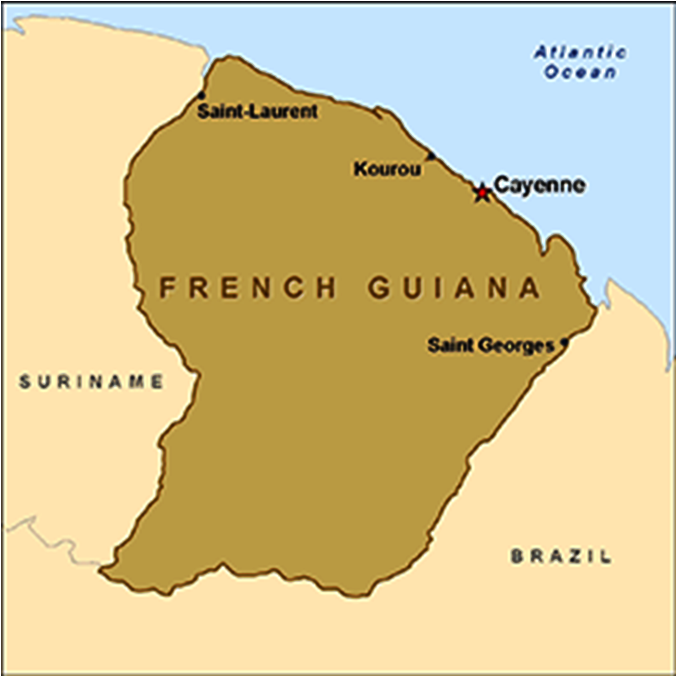 Atlantic
Ocean
Saint-Laurent
Kourou
Cayenne
FRENCH GUIANA
Saint Georges
SURINAME
BRAZIL